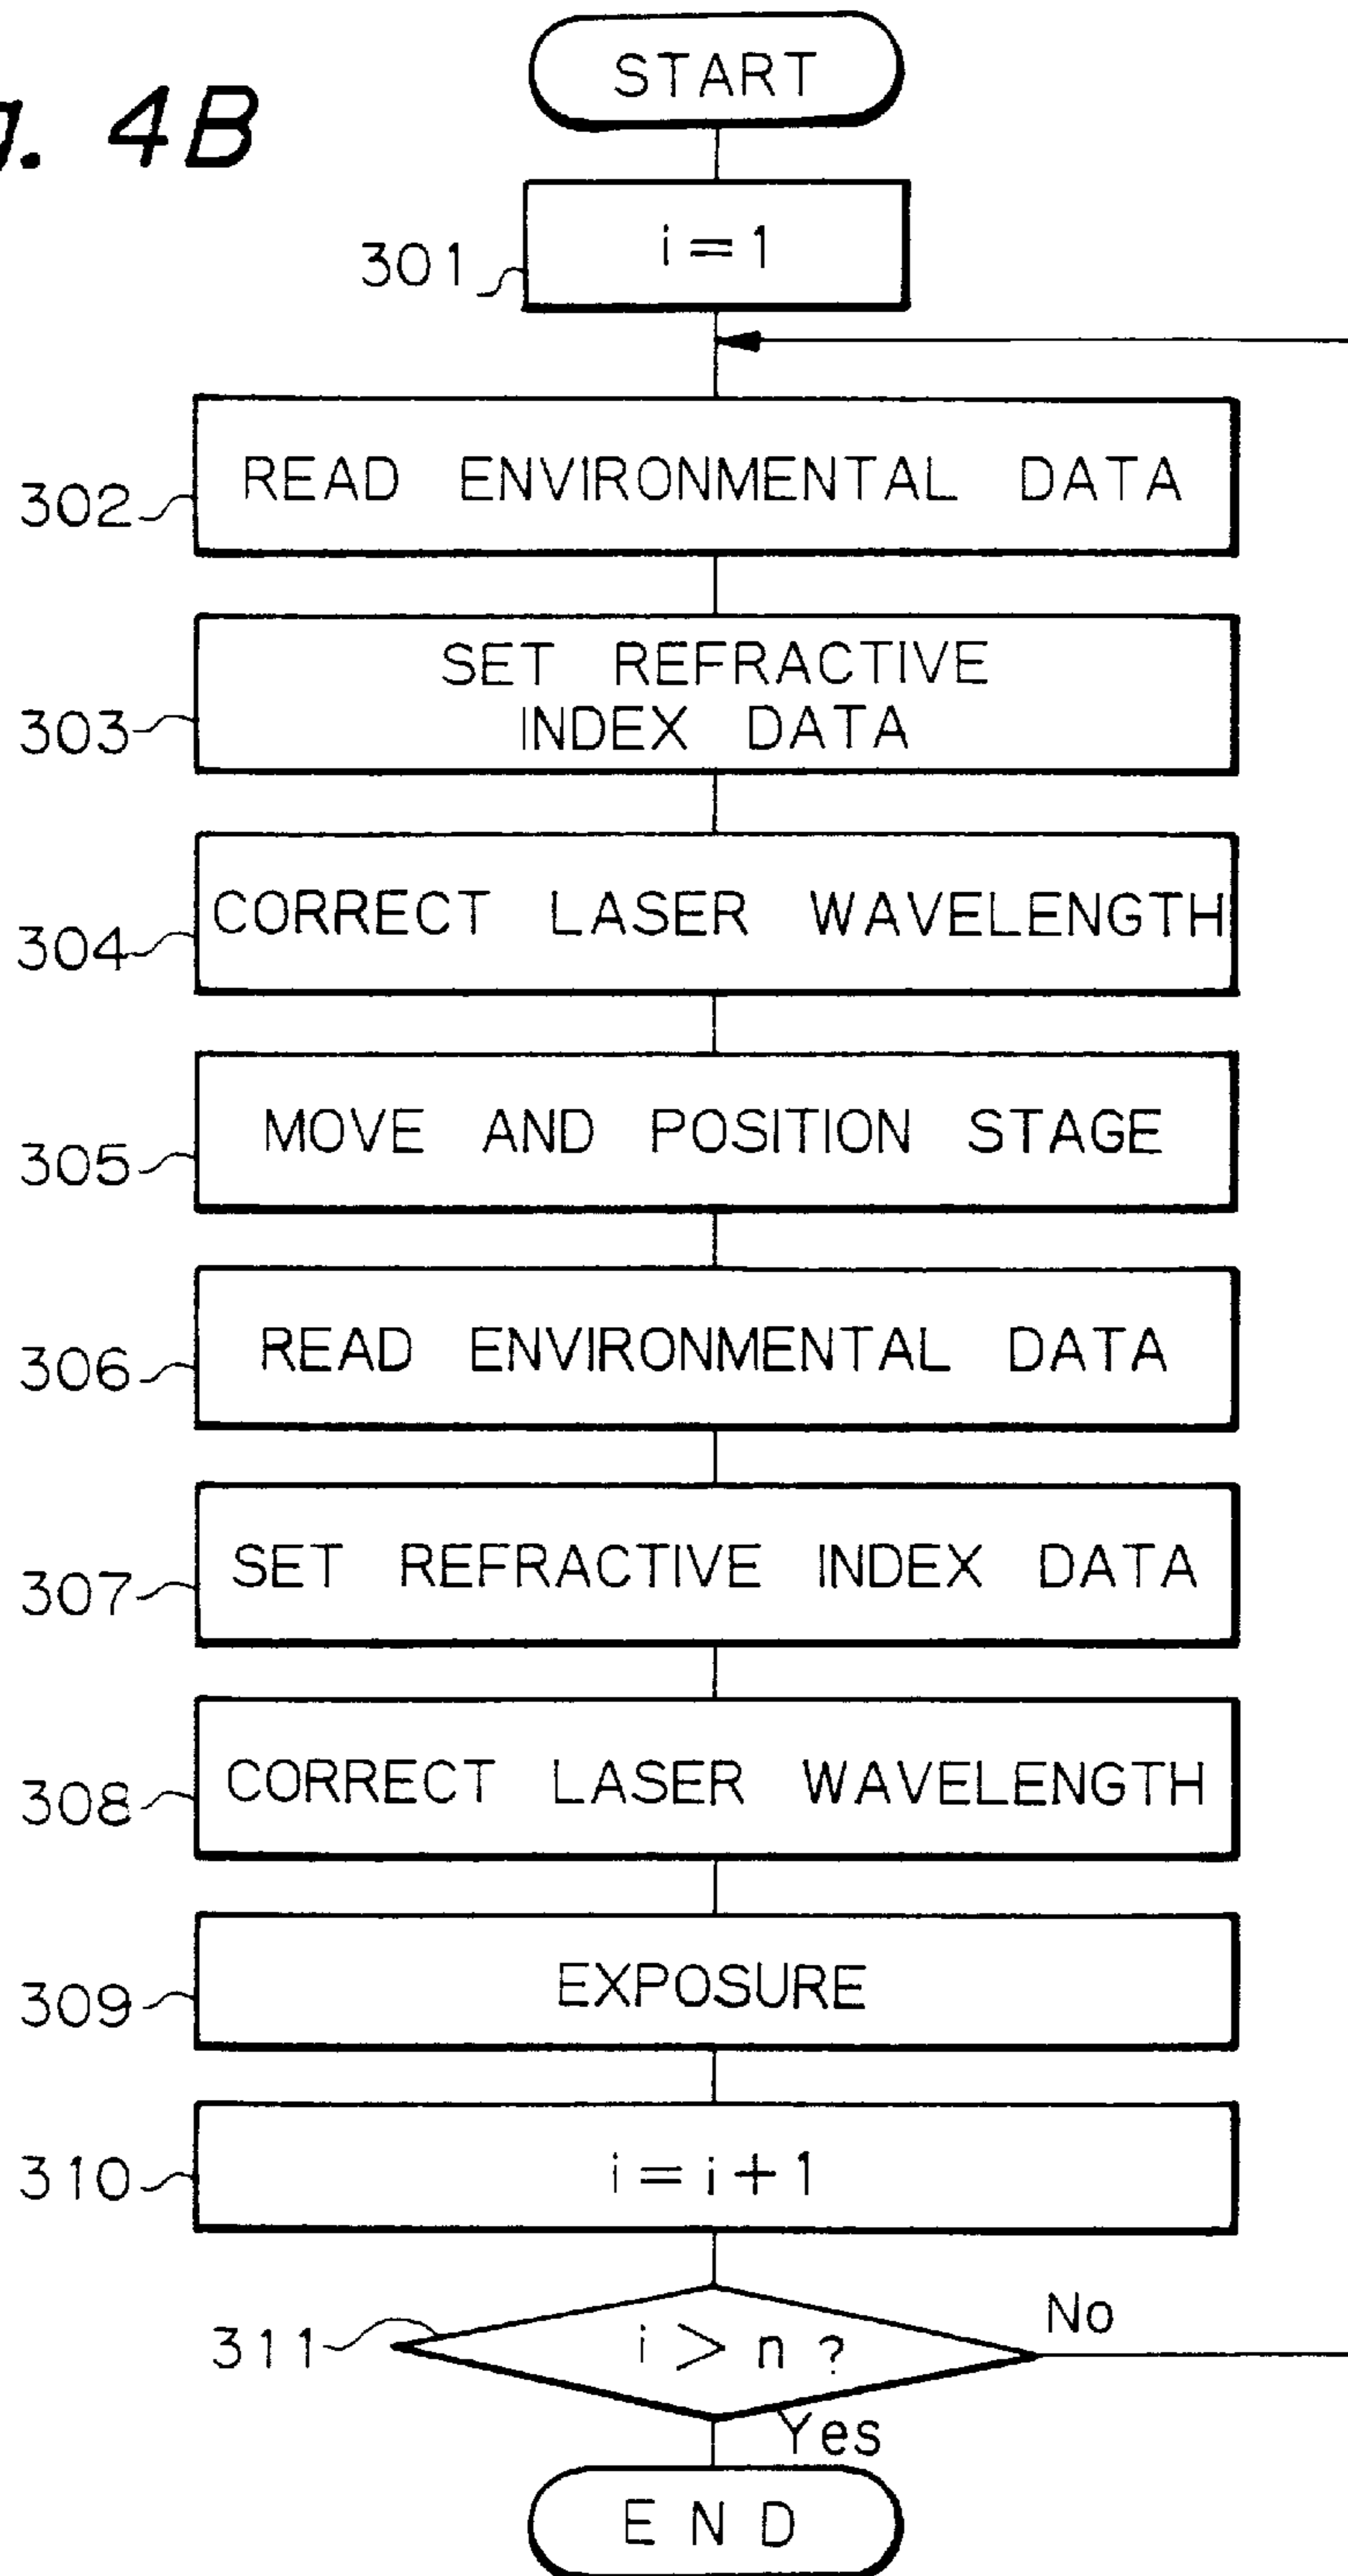 g. 4B
START
301
i = 1
302
READ ENVIRONMENTAL DATA
303
SET REFRACTIVE
INDEX DATA
304
CORRECT LASER WAVELENGTH
305
MOVE AND POSITION STAGE
306
READ ENVIRONMENTAL DATA
307
SET REFRACTIVE INDEX DATA
308
CORRECT LASER WAVELENGTH
309
EXPOSURE
310
i = i + 1
311
i > n ?
No
Yes
END